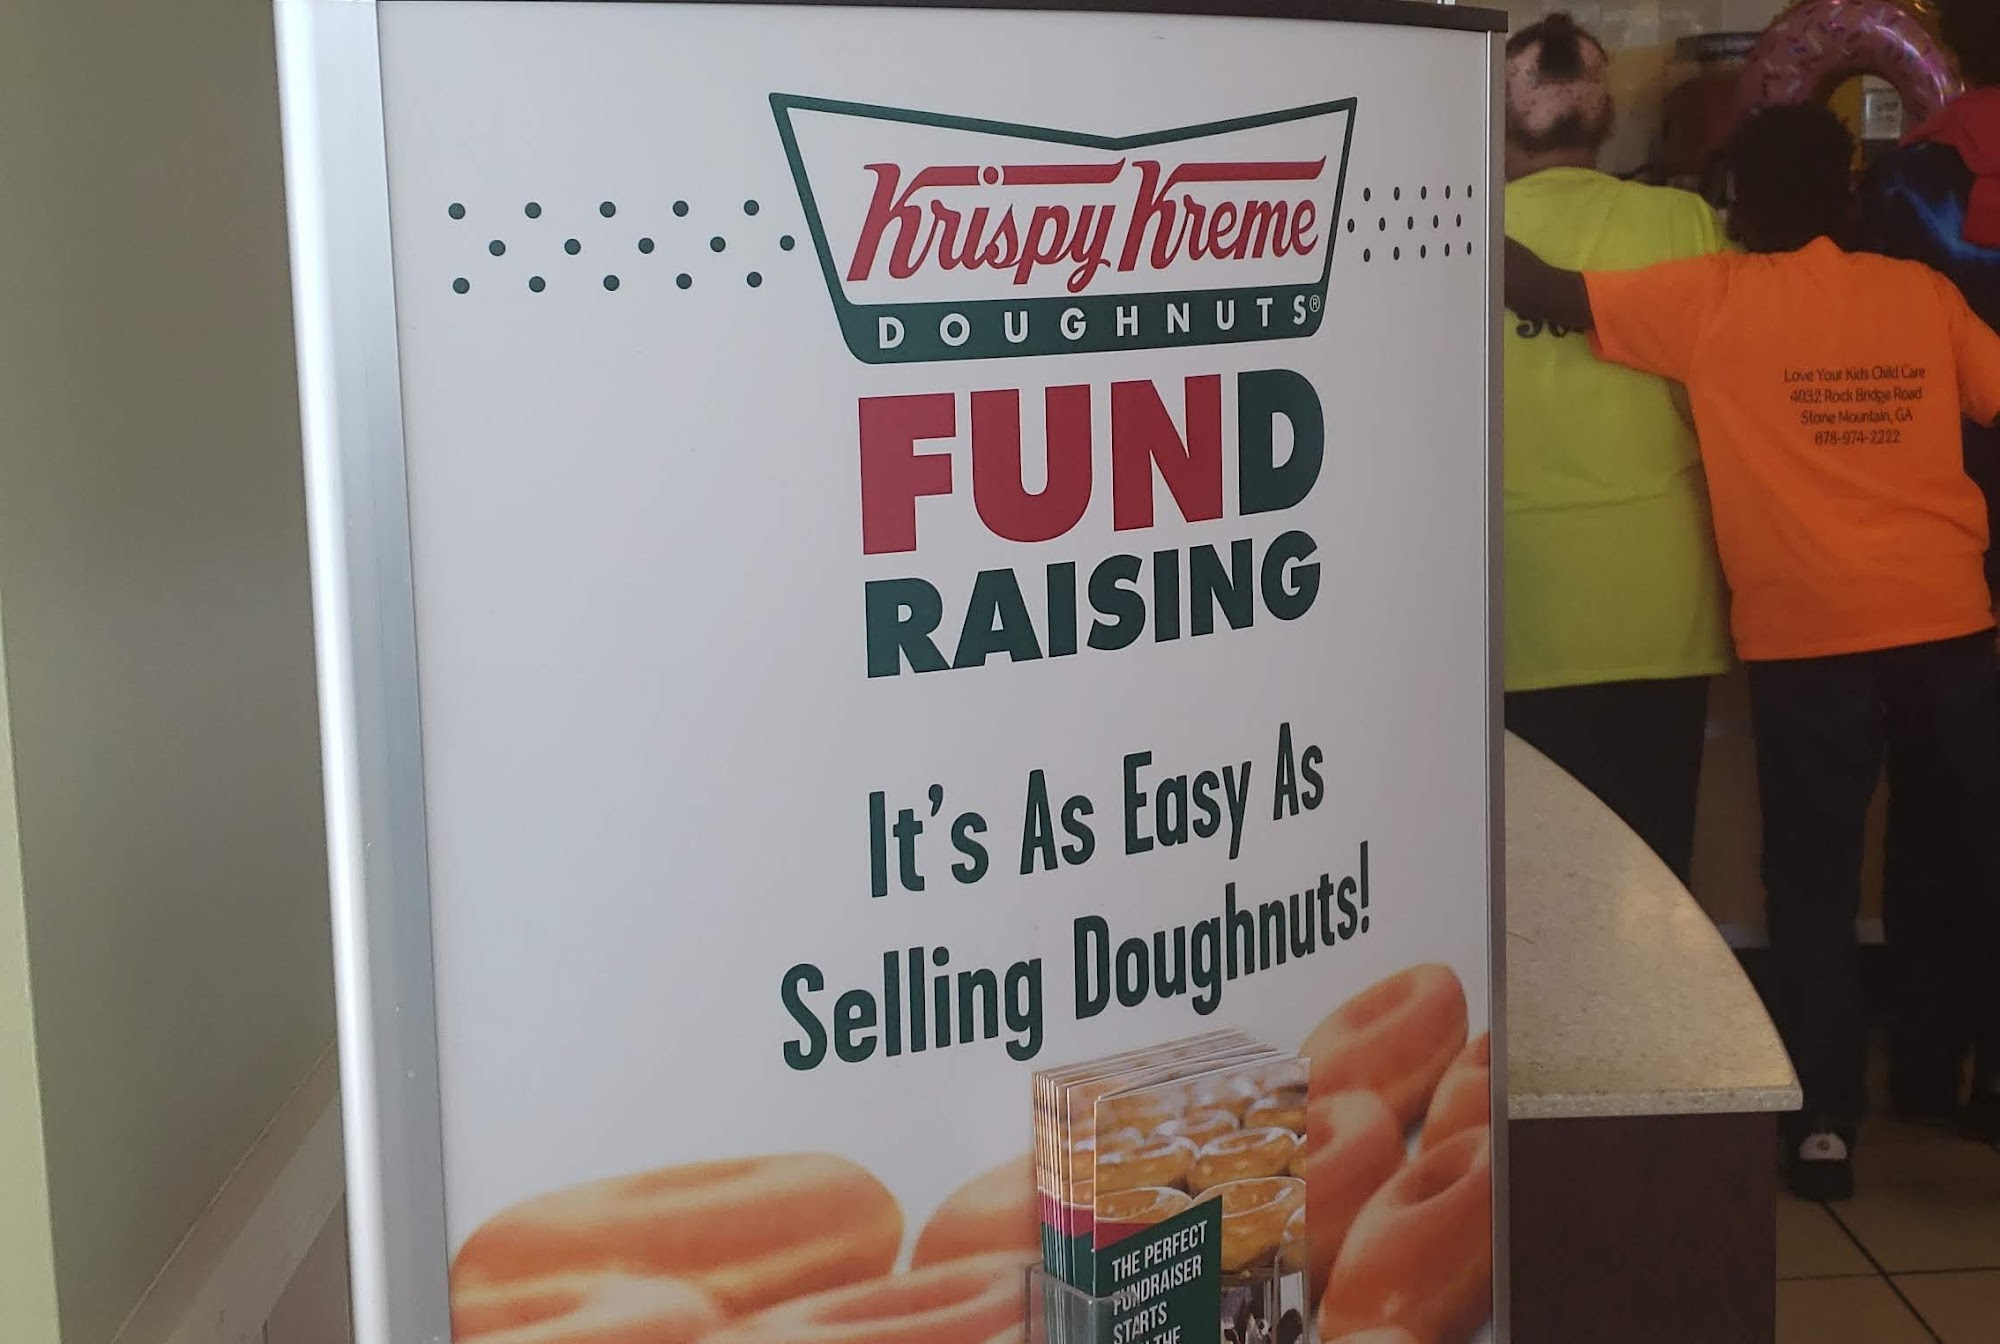 Krispy Kreme
DOUGHNUTS®
FUND
RAISING
It's As Easy As
Selling Doughnuts!
THE PERFECT
FUNDRAISER
STARTS
THE
Love Your Kids Child Care
4032 Rock Bridge Road
Stone Mountain, GA
678-974-2222